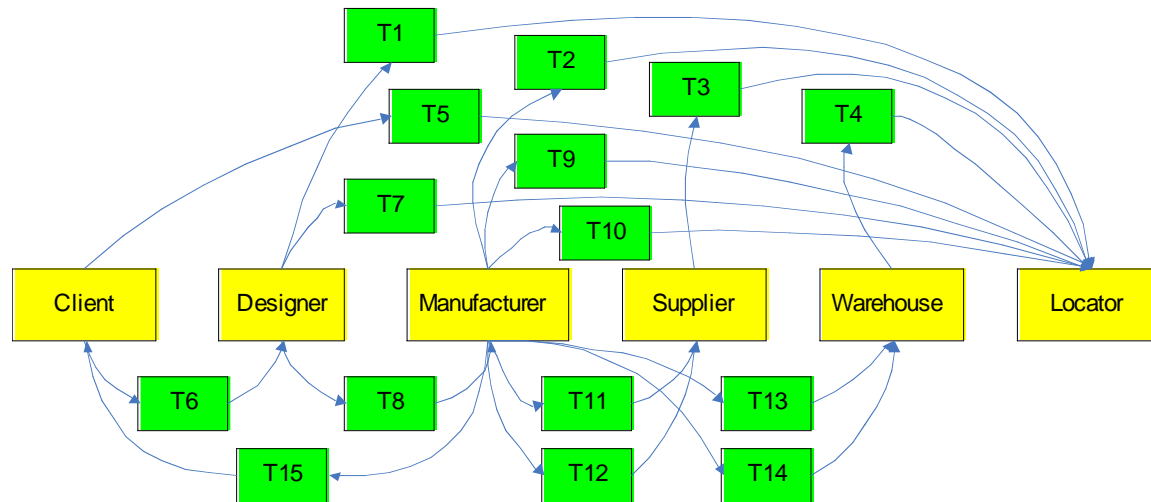 T1
T2
T3
T5
T4
T9
T7
T10
Client
Designer
Manufacturer
Supplier
Warehouse
Locator
T6
T8
T11
T13
T15
T12
T14